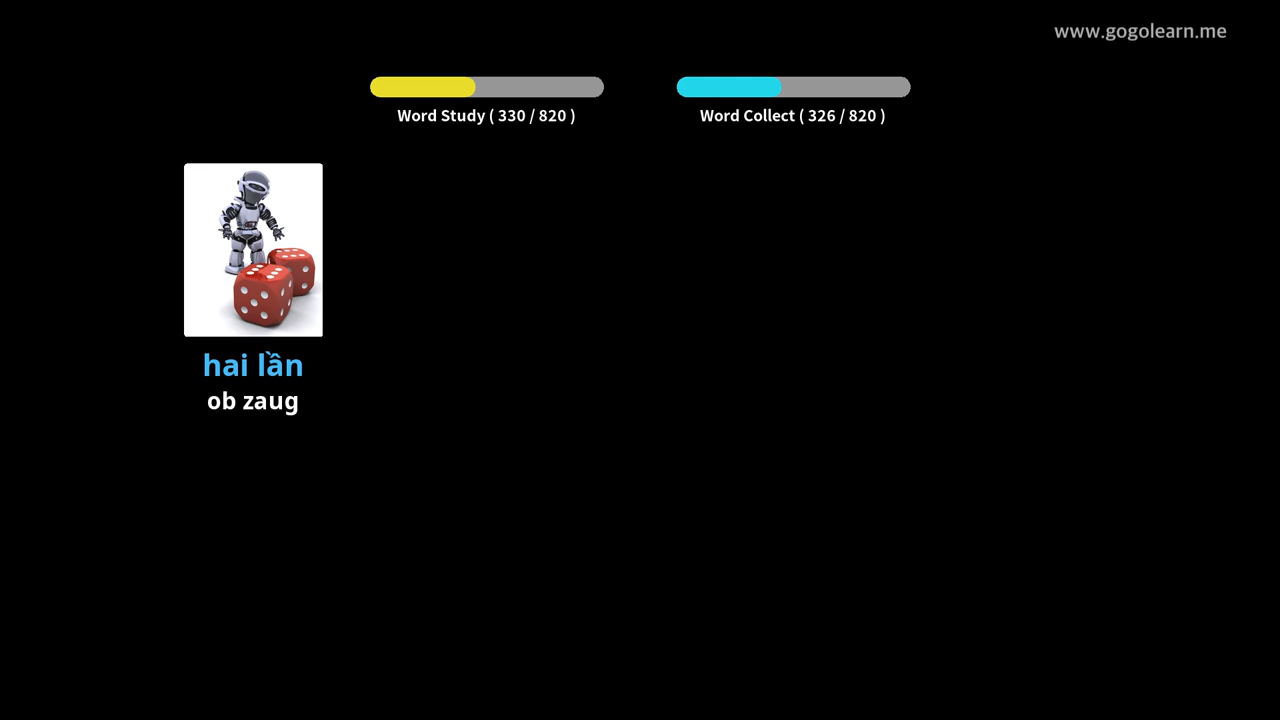 www.gogolearn.me
Word Study ( 330 / 820 )
Word Collect ( 326 / 820 )
hai lần
ob zaug